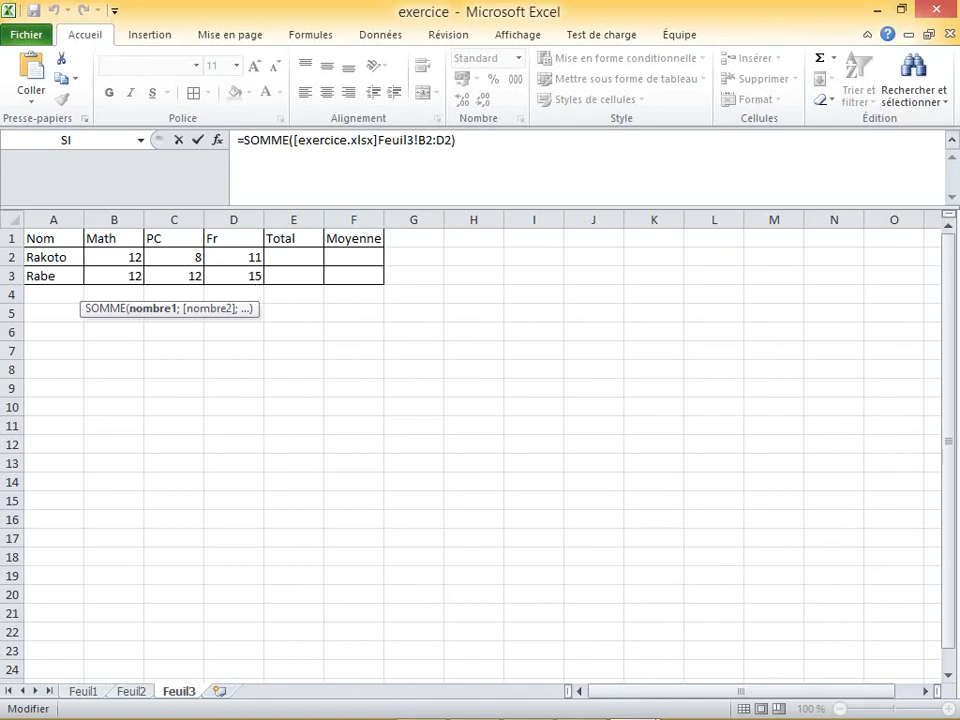 exercice - Microsoft Excel
Fichier Accueil Insertion Mise en page Formules Données Révision Affichage Test de charge Équipe
Coller
Presse-papiers
11
G I S A
Police
Alignement
Standard
% 000
Nombre
Mise en forme conditionnelle
Mettre sous forme de tableau
Styles de cellules
Style
Insérer
Supprimer
Format
Cellules
Σ
Trier et filtrer
Rechercher et sélectionner
Édition
SI fx =SOMME([exercice.xlsx]Feuil3!B2:D2)
A B C D E F G H I J K L M N O
1 Nom Math PC Fr Total Moyenne
2 Rakoto 12 8 11
3 Rabe 12 12 15
4
SOMME(nombre1; [nombre2]; ...)
5
6
7
8
9
10
11
12
13
14
15
16
17
18
19
20
21
22
23
24
Feuil1 Feuil2 Feuil3
Modifier 100 %